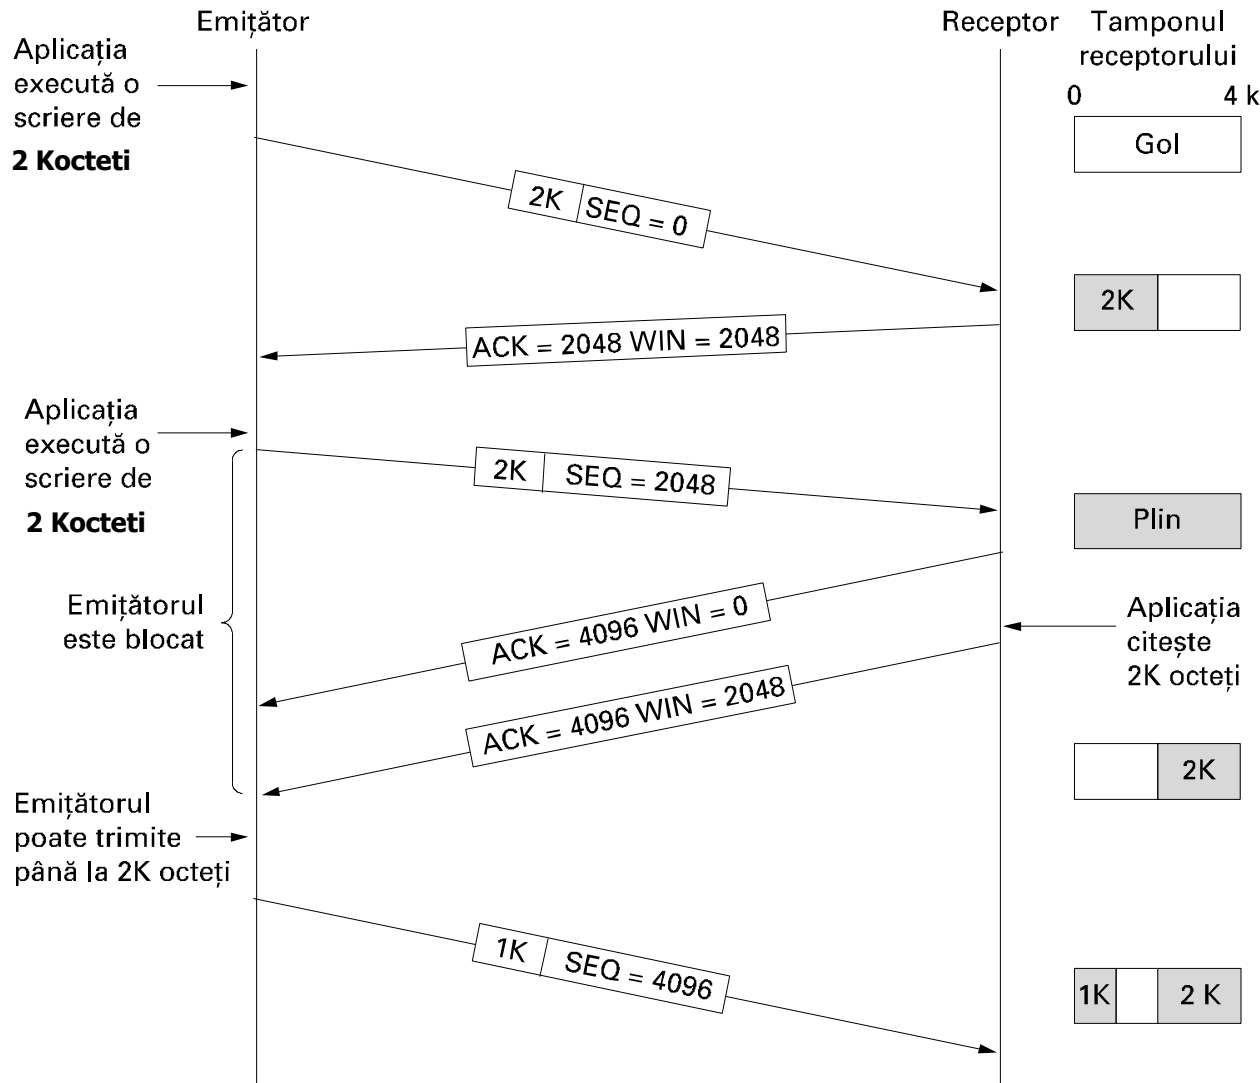 Emițător
Receptor
Tamponul
receptorului
Aplicația
execută o
scriere de
2 Kocteti
0
4 k
Gol
2K SEQ = 0
2K
ACK = 2048 WIN = 2048
Aplicația
execută o
scriere de
2 Kocteti
2K SEQ = 2048
Plin
Emițătorul
este blocat
ACK = 4096 WIN = 0
Aplicația
citește
2K octeți
ACK = 4096 WIN = 2048
2K
Emițătorul
poate trimite
până la 2K octeți
1K SEQ = 4096
1K
2 K